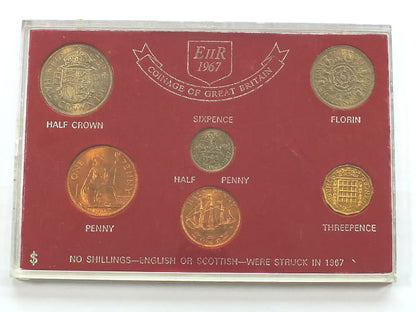 EIIR
1967
COINAGE OF GREAT BRITAIN
HALF CROWN
SIXPENCE
FLORIN
HALF PENNY
PENNY
THREEPENCE
$
NO SHILLINGS—ENGLISH OR SCOTTISH—WERE STRUCK IN 1967